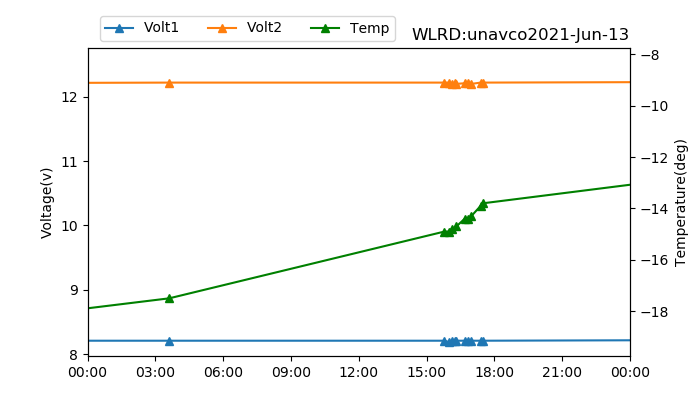 Volt1 Volt2 Temp
WLRD:unavco2021-Jun-13
12
11
10
9
8
Voltage(v)
−8
−10
−12
−14
−16
−18
Temperature(deg)
00:00 03:00 06:00 09:00 12:00 15:00 18:00 21:00 00:00